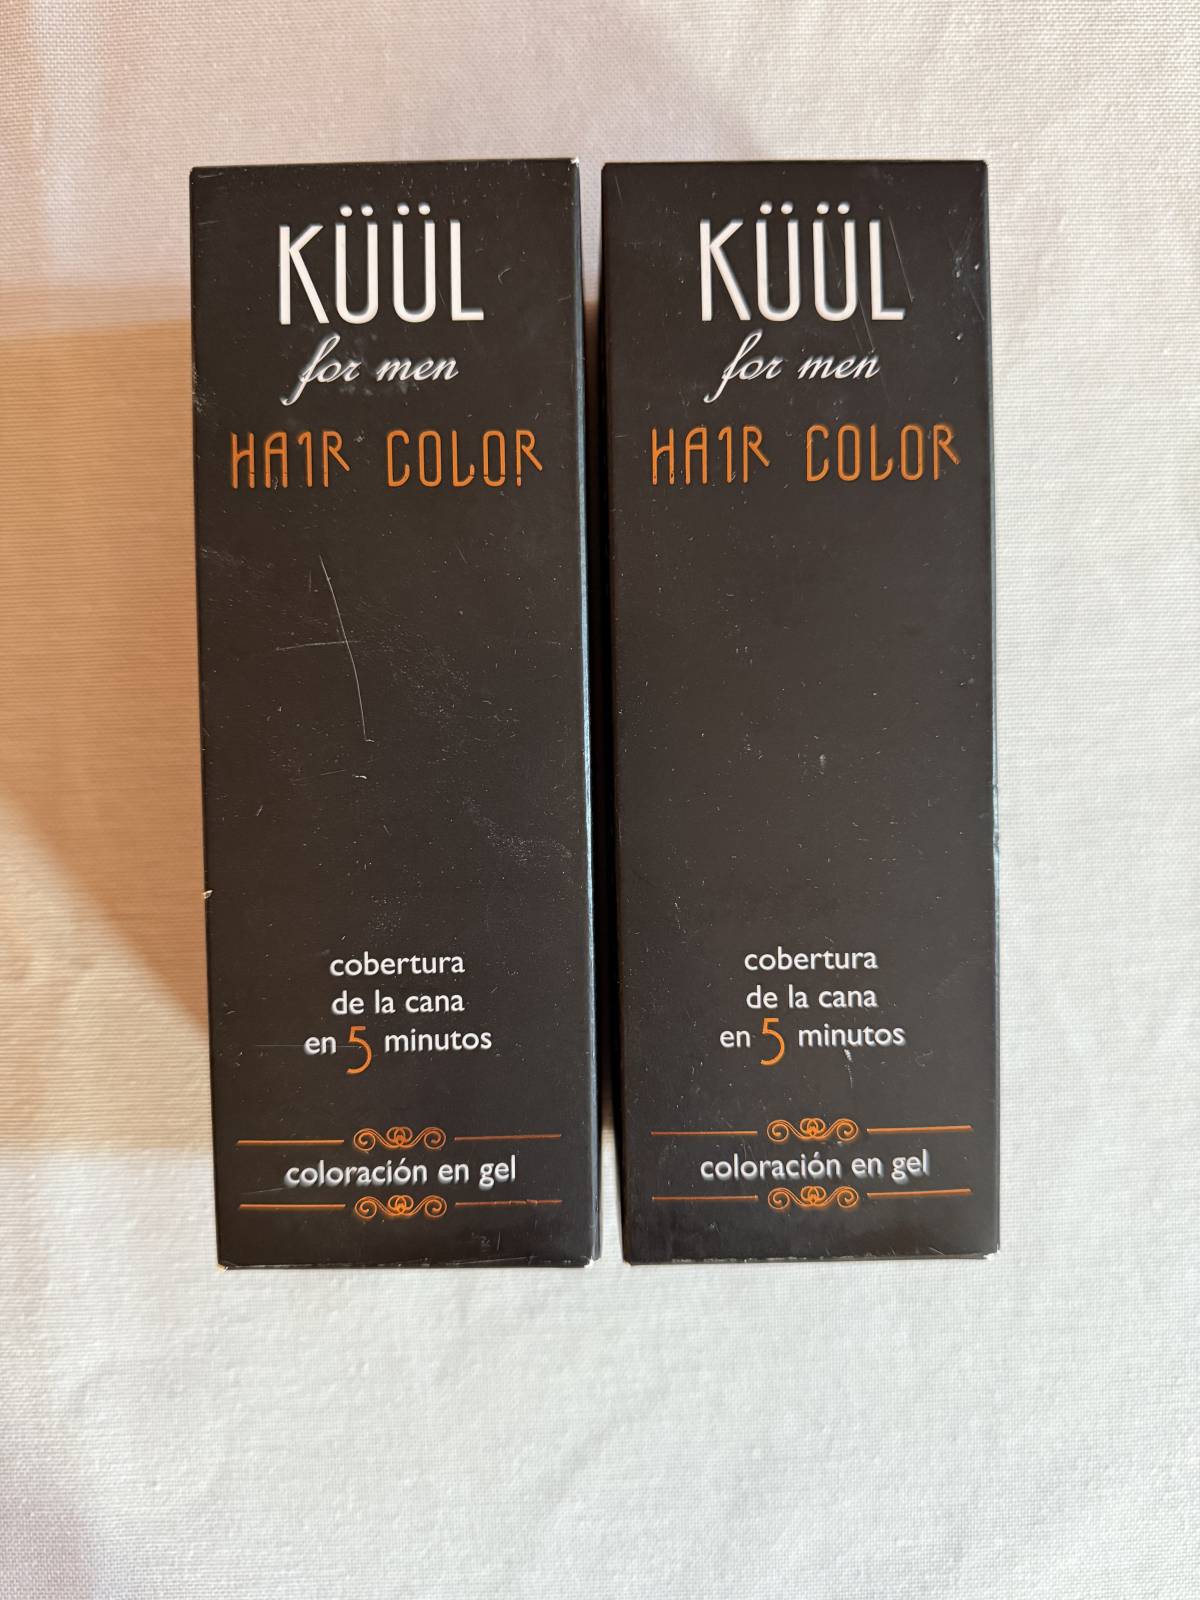 KÜÜL
for men
HAIR COLOR
cobertura
de la cana
en 5 minutos
coloración en gel
KÜÜL
for men
HAIR COLOR
cobertura
de la cana
en 5 minutos
coloración en gel